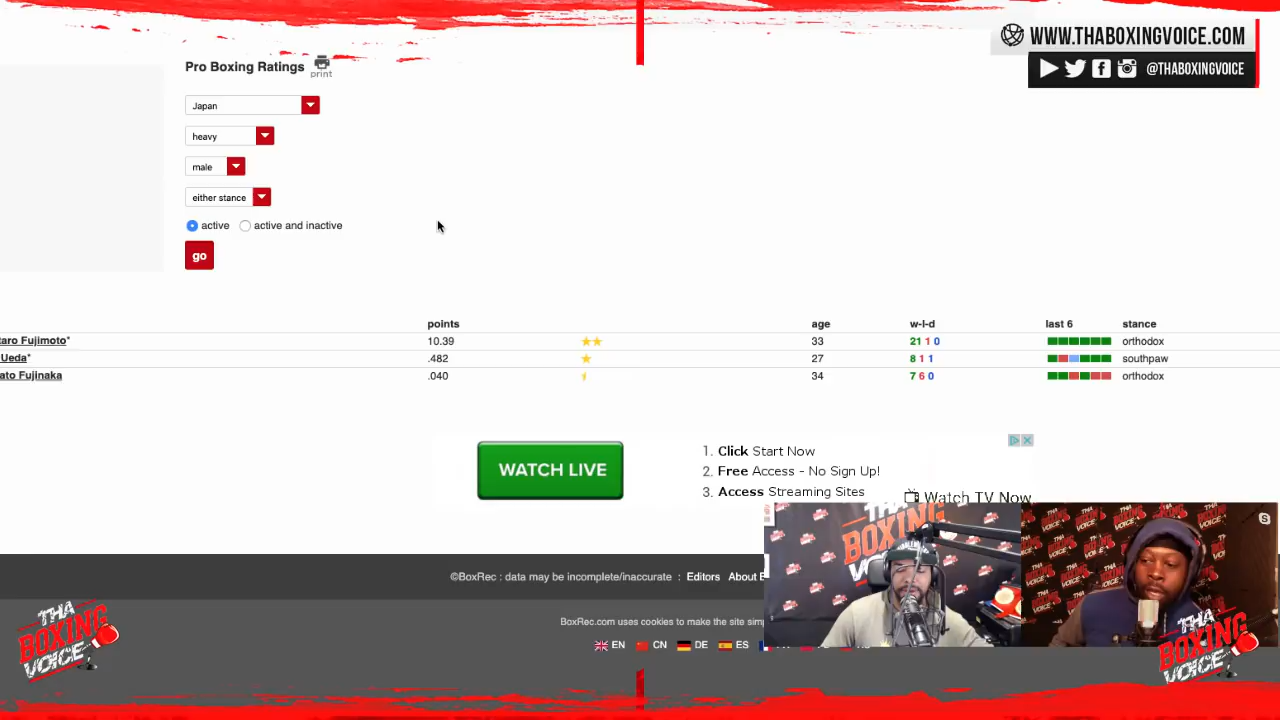 WWW.THABOXINGVOICE.COM
@THABOXINGVOICE
Pro Boxing Ratings
print
Japan
heavy
male
either stance
active active and inactive
go
points age w-l-d last 6 stance
taro Fujimoto* 10.39 33 21 1 0 orthodox
Ueda* .482 27 8 1 1 southpaw
ato Fujinaka .040 34 7 6 0 orthodox
WATCH LIVE
1. Click Start Now
2. Free Access - No Sign Up!
3. Access Streaming Sites
Watch TV Now
©BoxRec : data may be incomplete/inaccurate : Editors About
BoxRec.com uses cookies to make the site
EN CN DE ES
THA BOXING VOICE
THA BOXING VOICE
THA BOXING VOICE